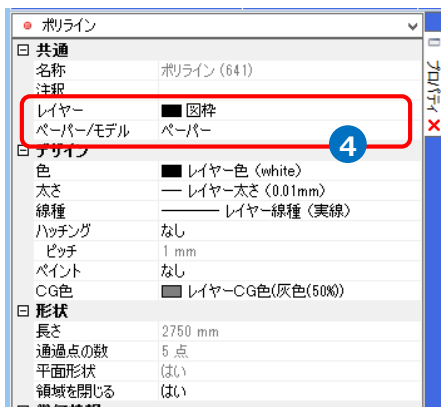 ポリライン
プロパティ
共通
名称 ポリライン (641)
注釈
レイヤー 図枠
ペーパー/モデル ペーパー
4
デザイン
色 レイヤー色 (white)
太さ レイヤー太さ (0.01mm)
線種 レイヤー線種 (実線)
ハッチング なし
ピッチ 1 mm
ペイント なし
CG色 レイヤーCG色(灰色(50%))
形状
長さ 2750 mm
通過点の数 5 点
平面形状 はい
領域を閉じる はい